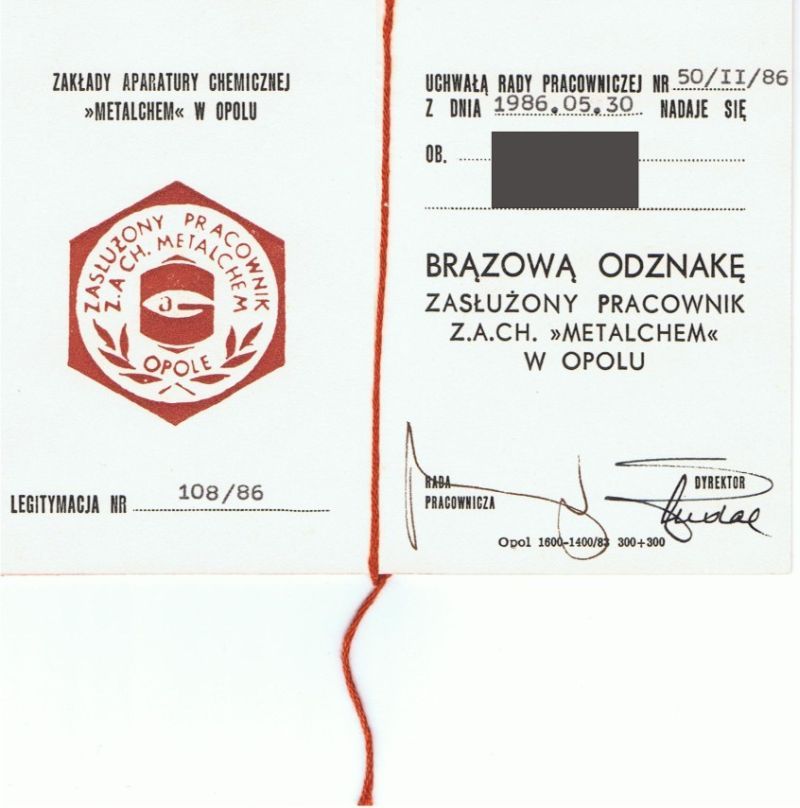 ZAKŁADY APARATURY CHEMICZNEJ
»METALCHEM« W OPOLU
ZASŁUŻONY PRACOWNIK
Z.A CH. METALCHEM
OPOLE
LEGITYMACJA NR 108/86
UCHWAŁĄ RADY PRACOWNICZEJ NR 50/II/86
Z DNIA 1986.05.30 NADAJE SIĘ
OB.
BRĄZOWĄ ODZNAKĘ
ZASŁUŻONY PRACOWNIK
Z.A.CH. »METALCHEM«
W OPOLU
RADA
PRACOWNICZA
DYREKTOR
Opol 1600-1400/83 300+300